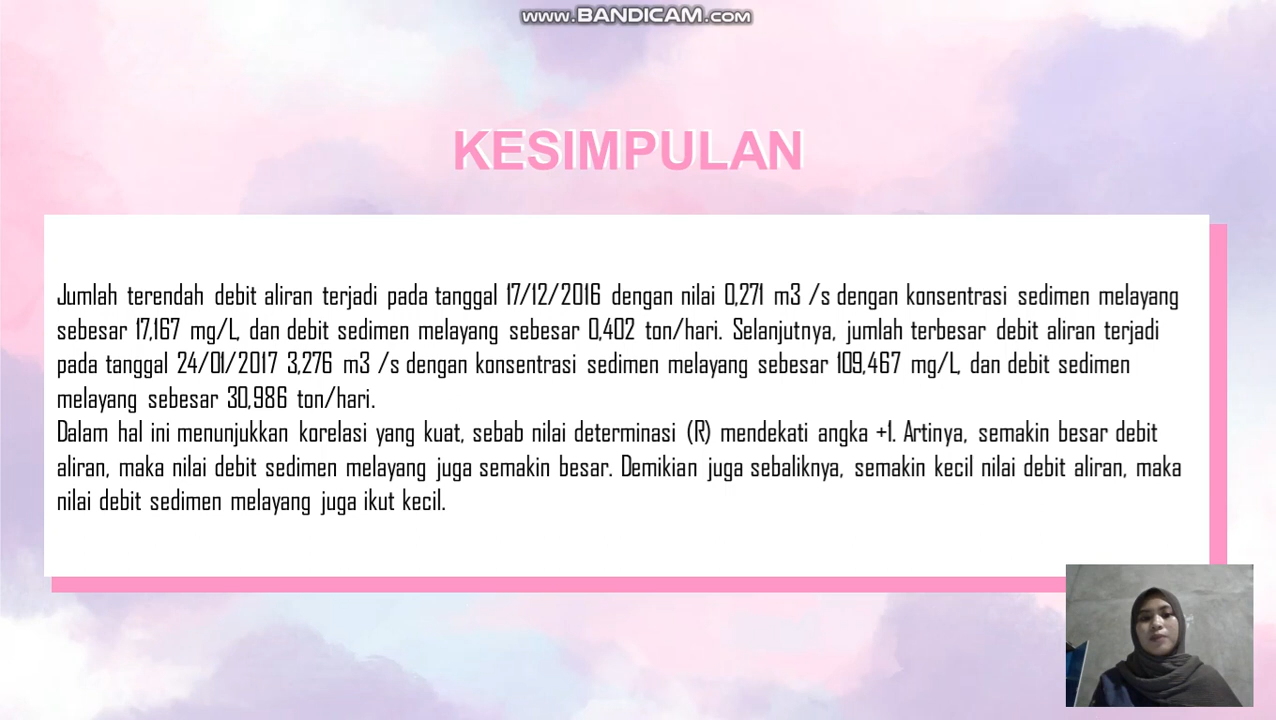 www.BANDICAM.com
KESIMPULAN
Jumlah terendah debit aliran terjadi pada tanggal 17/12/2016 dengan nilai 0,271 m3 /s dengan konsentrasi sedimen melayang
sebesar 17,167 mg/L, dan debit sedimen melayang sebesar 0,402 ton/hari. Selanjutnya, jumlah terbesar debit aliran terjadi
pada tanggal 24/01/2017 3,276 m3 /s dengan konsentrasi sedimen melayang sebesar 109,467 mg/L, dan debit sedimen
melayang sebesar 30,986 ton/hari.
Dalam hal ini menunjukkan korelasi yang kuat, sebab nilai determinasi (R) mendekati angka +1. Artinya, semakin besar debit
aliran, maka nilai debit sedimen melayang juga semakin besar. Demikian juga sebaliknya, semakin kecil nilai debit aliran, maka
nilai debit sedimen melayang juga ikut kecil.